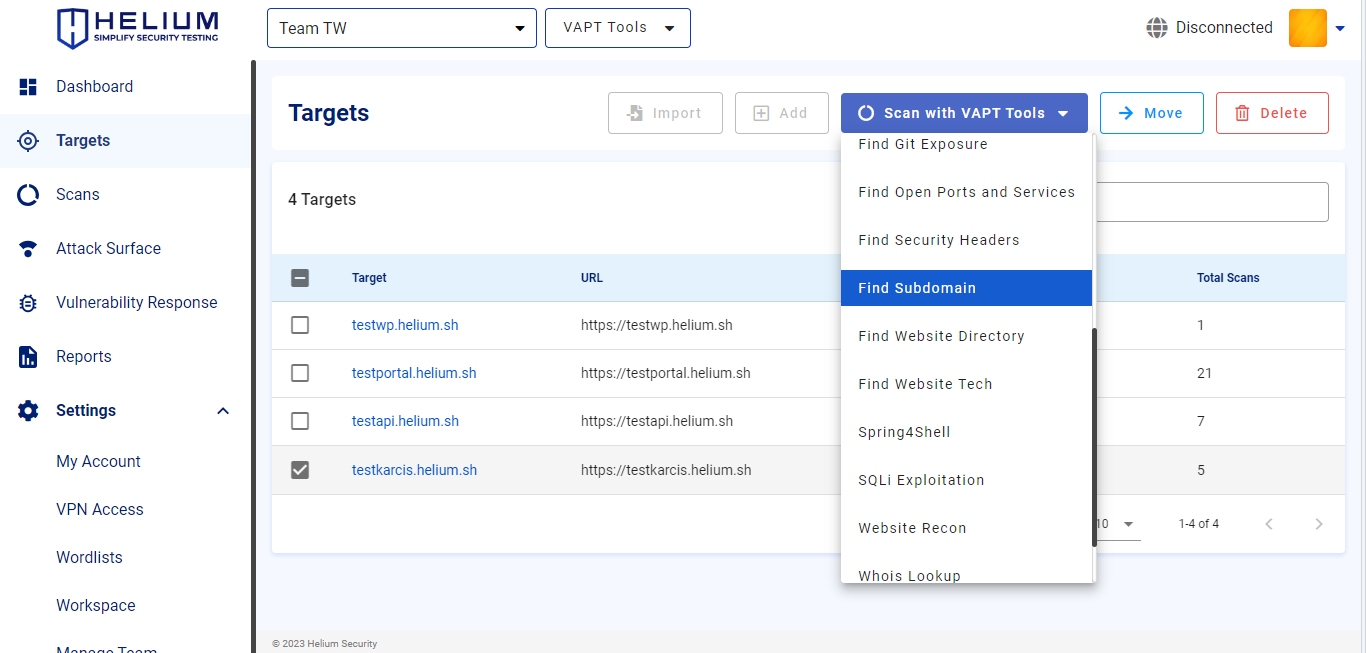 HELIUM
SIMPLIFY SECURITY TESTING
Team TW
VAPT Tools
Disconnected
Dashboard
Targets
Scans
Attack Surface
Vulnerability Response
Reports
Settings
My Account
VPN Access
Wordlists
Workspace
Manage Team
Targets
Import
Add
Scan with VAPT Tools
Move
Delete
Find Git Exposure
Find Open Ports and Services
Find Security Headers
Find Subdomain
Find Website Directory
Find Website Tech
Spring4Shell
SQLi Exploitation
Website Recon
Whois Lookup
4 Targets
Target URL Total Scans
testwp.helium.sh https://testwp.helium.sh 1
testportal.helium.sh https://testportal.helium.sh 21
testapi.helium.sh https://testapi.helium.sh 7
testkarcis.helium.sh https://testkarcis.helium.sh 5
10 1-4 of 4
© 2023 Helium Security